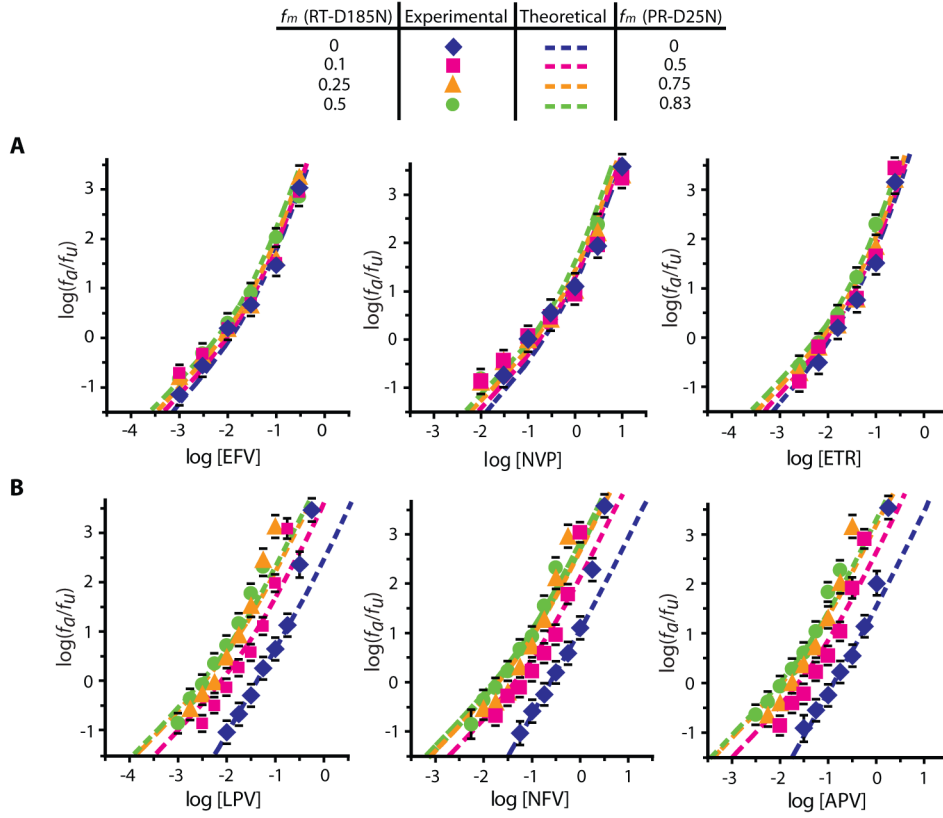 fm (RT-D185N) Experimental Theoretical fm (PR-D25N)
0 0
0.1 0.5
0.25 0.75
0.5 0.83
A
log(fa/fu) log(fa/fu) log(fa/fu)
3 3 3
2 2 2
1 1 1
0 0 0
-1 -1 -1
-4 -3 -2 -1 0 -3 -2 -1 0 1 -4 -3 -2 -1 0
log [EFV] log [NVP] log [ETR]
B
log(fa/fu) log(fa/fu) log(fa/fu)
3 3 3
2 2 2
1 1 1
0 0 0
-1 -1 -1
-4 -3 -2 -1 0 -3 -2 -1 0 1 -3 -2 -1 0 1
log [LPV] log [NFV] log [APV]